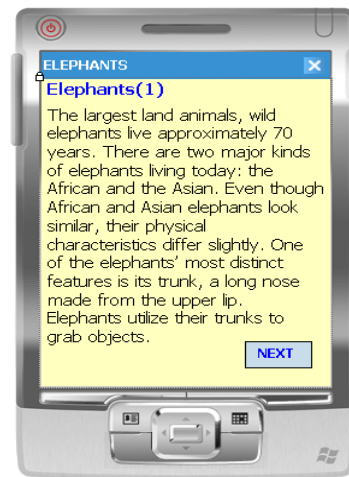 ELEPHANTS
Elephants(1)
The largest land animals, wild
elephants live approximately 70
years. There are two major kinds
of elephants living today: the
African and the Asian. Even though
African and Asian elephants look
similar, their physical
characteristics differ slightly. One
of the elephants' most distinct
features is its trunk, a long nose
made from the upper lip.
Elephants utilize their trunks to
grab objects.
NEXT